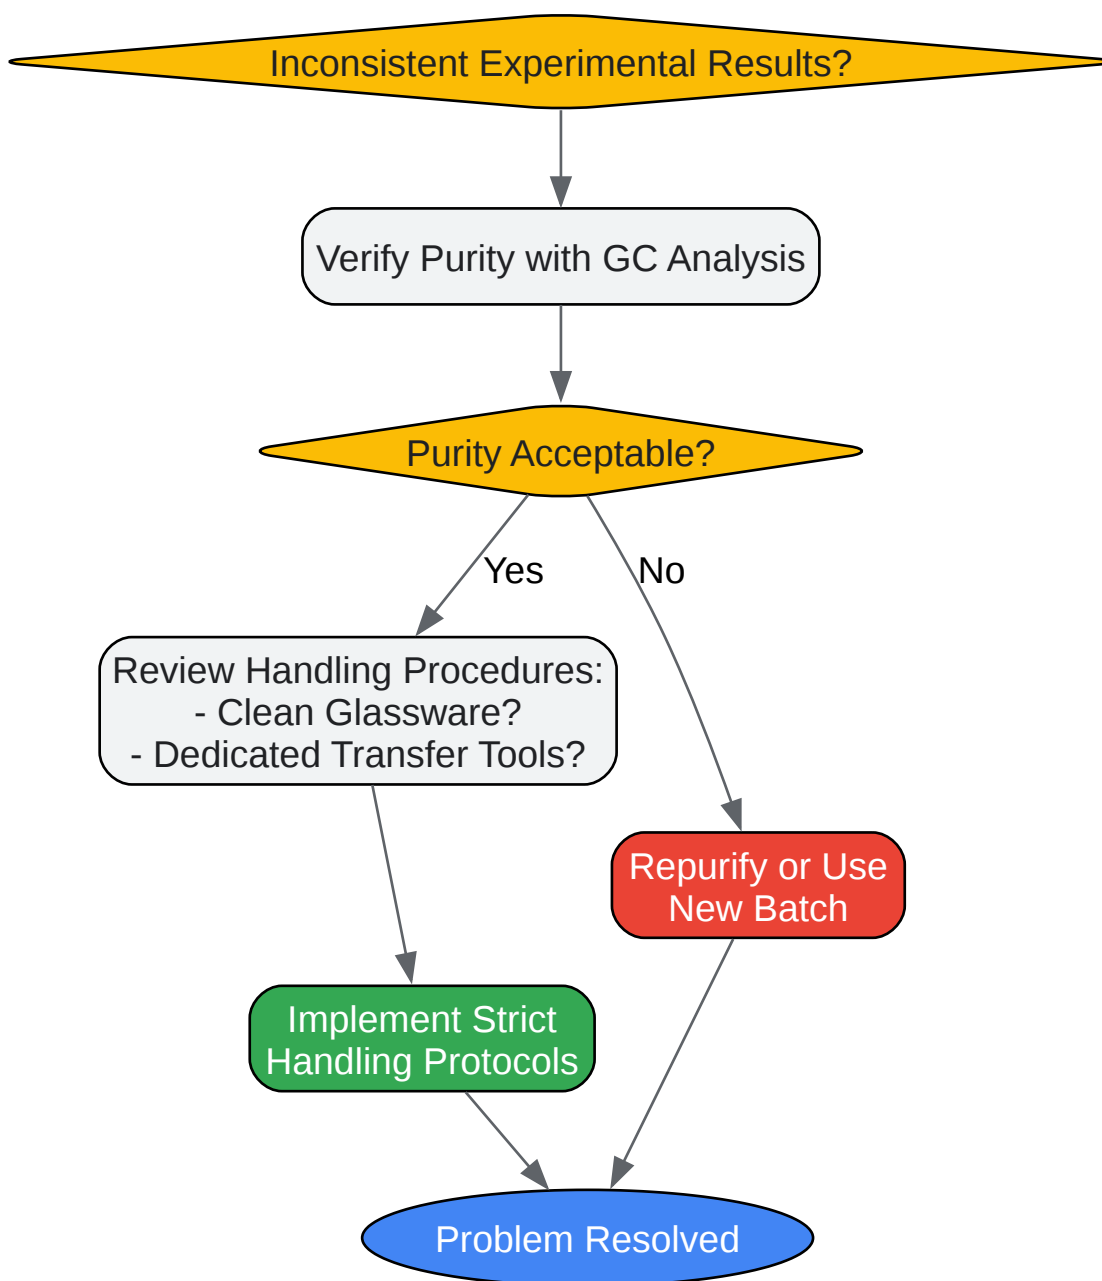 Inconsistent Experimental Results?
Verify Purity with GC Analysis
Purity Acceptable?
Yes
No
Review Handling Procedures:
- Clean Glassware?
- Dedicated Transfer Tools?
Repurify or Use
New Batch
Implement Strict
Handling Protocols
Problem Resolved